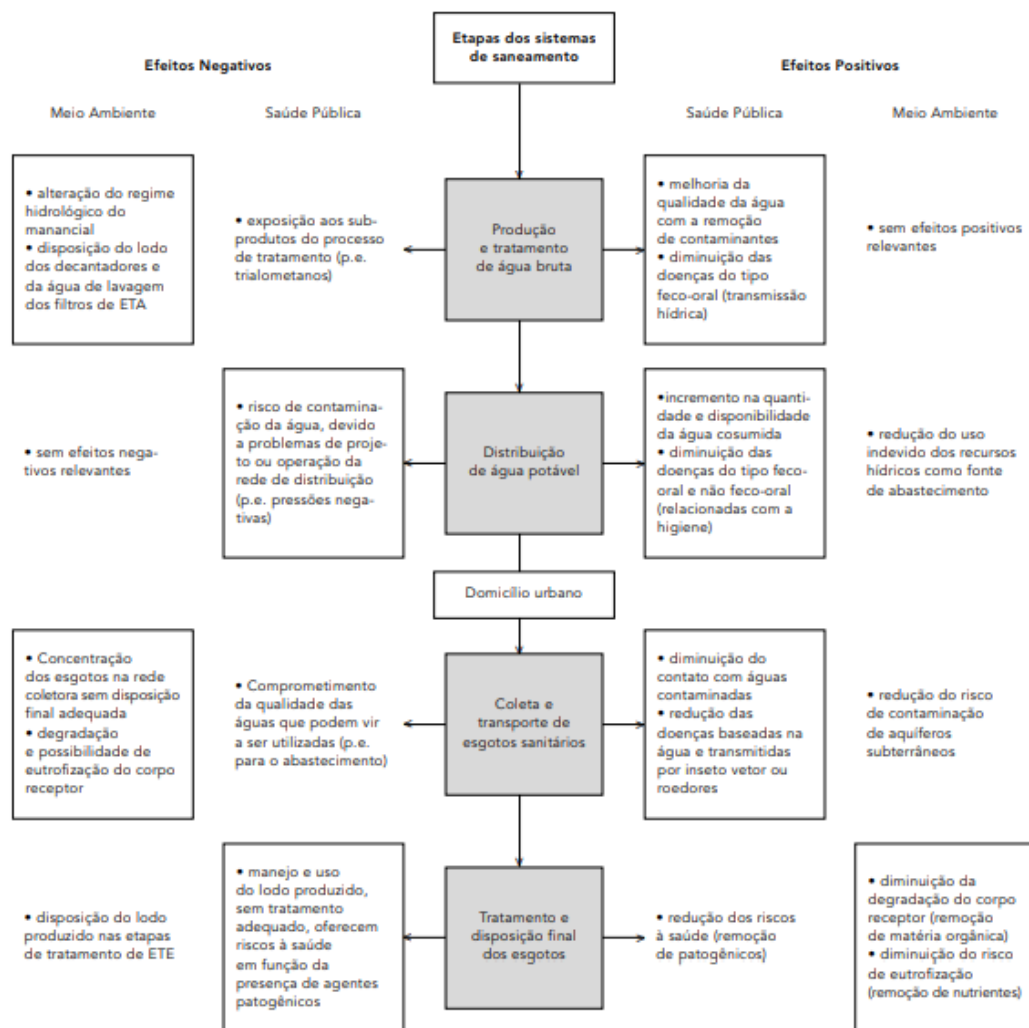 Etapas dos sistemas
de saneamento
Efeitos Negativos
Efeitos Positivos
Meio Ambiente
Saúde Pública
Saúde Pública
Meio Ambiente
• alteração do regime
hidrológico do
manancial
• disposição do lodo
dos decantadores e
da água de lavagem
dos filtros de ETA
• exposição aos sub-
produtos do processo
de tratamento (p.e.
trialometanos)
Produção
e tratamento
de água bruta
• melhoria da
qualidade da água
com a remoção
de contaminantes
• diminuição das
doenças do tipo
feco-oral (transmissão
hídrica)
• sem efeitos positivos
relevantes
• sem efeitos nega-
tivos relevantes
• risco de contamina-
ção da água, devido
a problemas de proje-
to ou operação da
rede de distribuição
(p.e. pressões nega-
tivas)
Distribuição
de água potável
•incremento na quanti-
dade e disponibilidade
da água cosumida
• diminuição das
doenças do tipo feco-
oral e não feco-oral
(relacionadas com a
higiene)
• redução do uso
indevido dos recursos
hídricos como fonte
de abastecimento
Domicílio urbano
• Concentração
dos esgotos na rede
coletora sem disposição
final adequada
• degradação
e possibilidade de
eutrofização do corpo
receptor
• Comprometimento
da qualidade das
águas que podem vir
a ser utilizadas (p.e.
para o abastecimento)
Coleta e
transporte de
esgotos sanitários
• diminuição do
contato com águas
contaminadas
• redução das
doenças baseadas na
água e transmitidas
por inseto vetor ou
roedores
• redução do risco
de contaminação
de aquíferos
subterrâneos
• disposição do lodo
produzido nas etapas
de tratamento de ETE
• manejo e uso
do lodo produzido,
sem tratamento
adequado, oferecem
riscos à saúde
em função da
presença de agentes
patogênicos
Tratamento e
disposição final
dos esgotos
• redução dos riscos
à saúde (remoção
de patogênicos)
• diminuição da
degradação do corpo
receptor (remoção
de matéria orgânica)
• diminuição do risco
de eutrofização
(remoção de nutrientes)